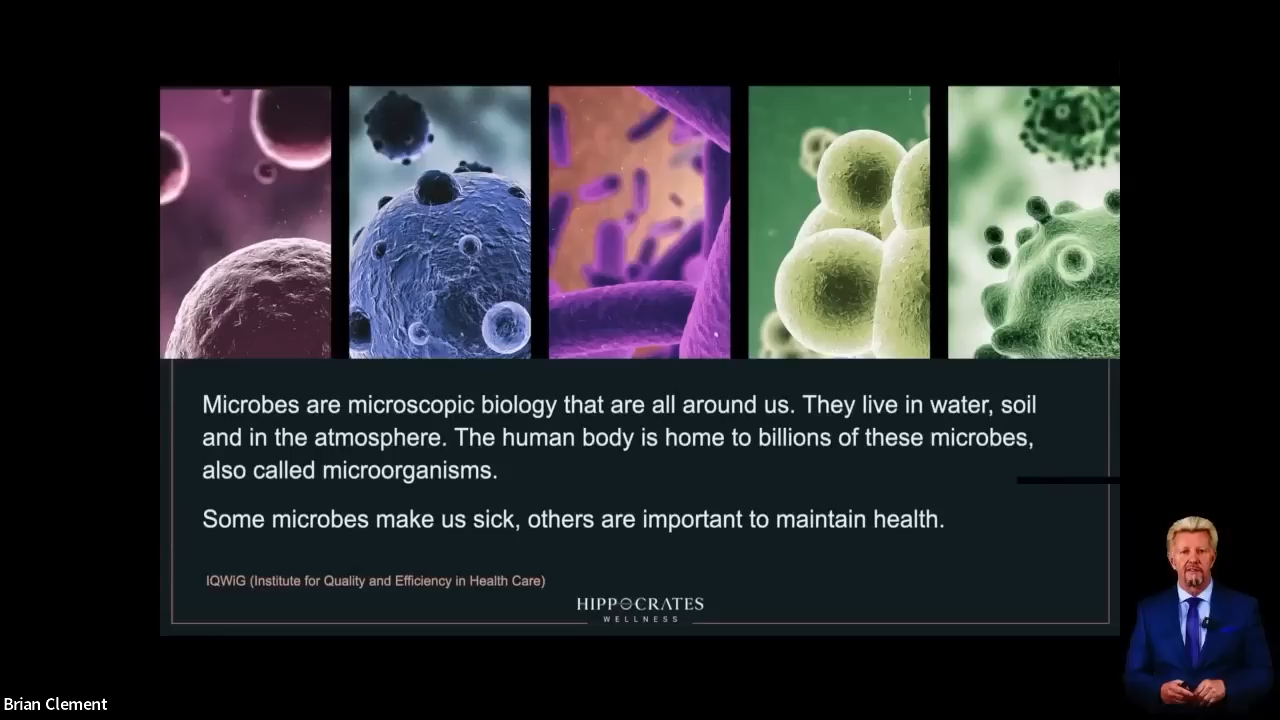 Microbes are microscopic biology that are all around us. They live in water, soil
and in the atmosphere. The human body is home to billions of these microbes,
also called microorganisms.
Some microbes make us sick, others are important to maintain health.
IQWiG (Institute for Quality and Efficiency in Health Care)
HIPPOCRATES
WELLNESS
Brian Clement